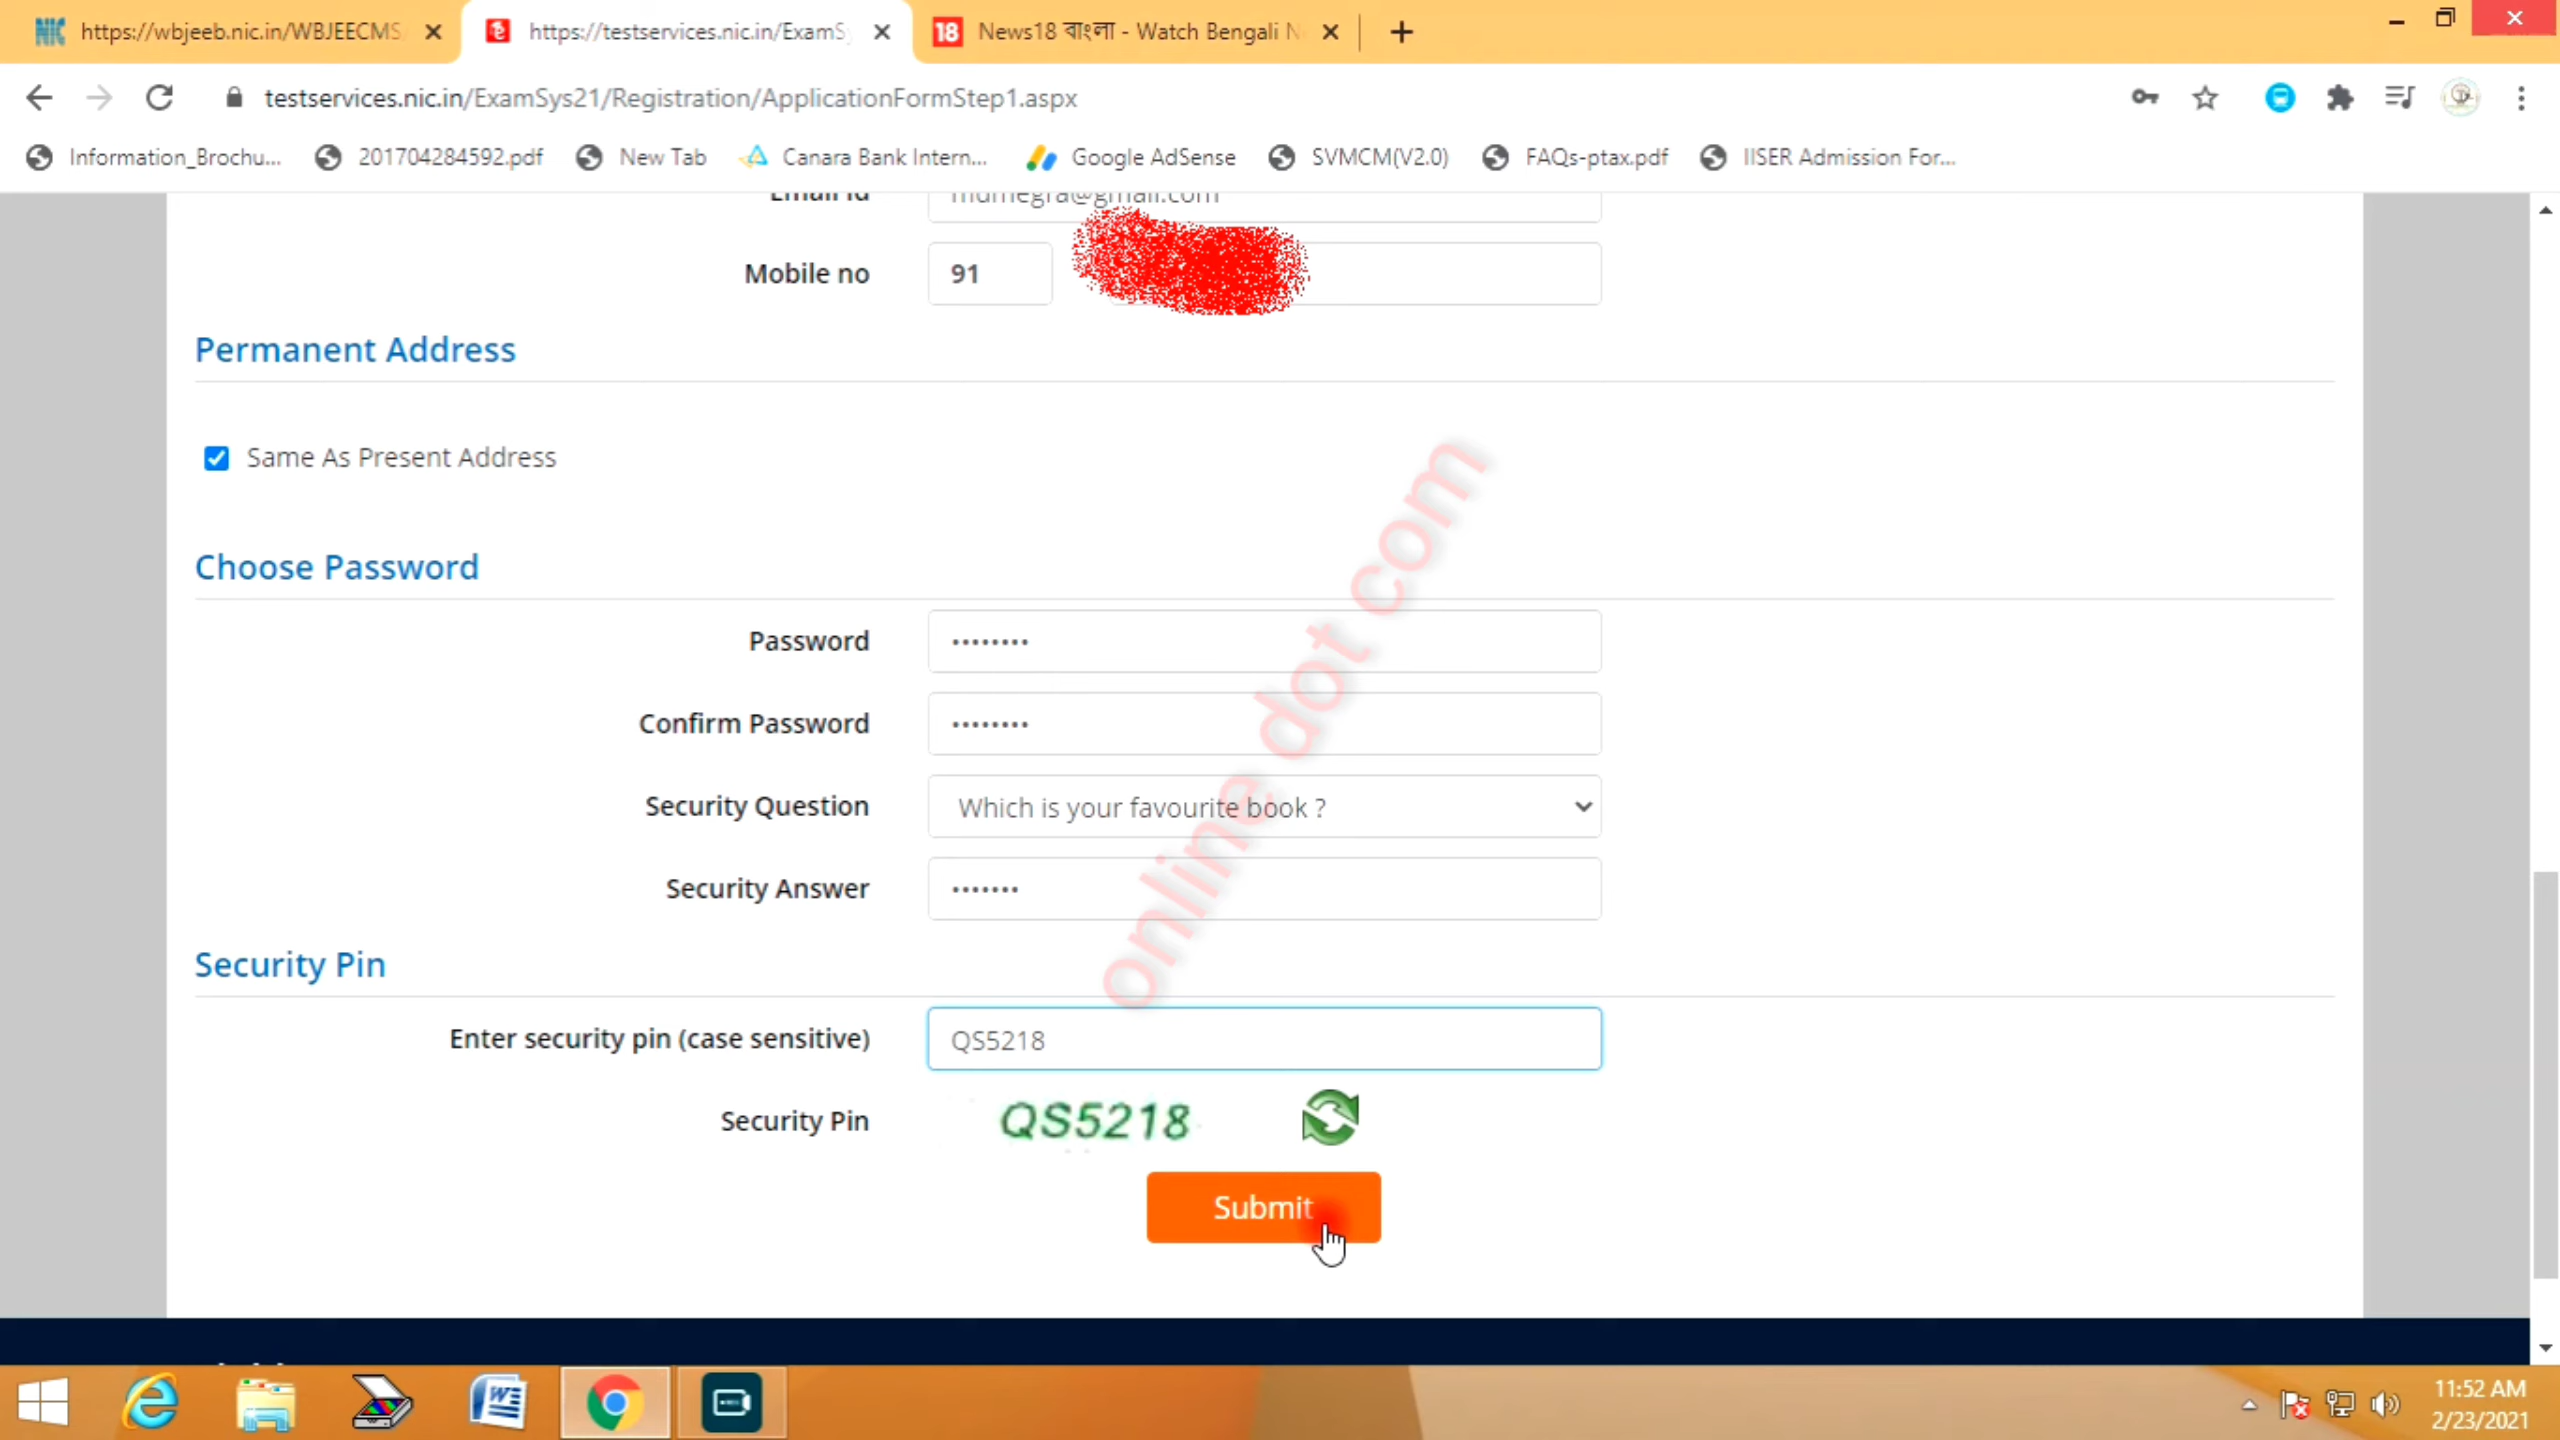 https://wbjeeb.nic.in/WBJEECMS
https://testservices.nic.in/ExamS
18 News18 বাংলা - Watch Bengali N
testservices.nic.in/ExamSys21/Registration/ApplicationFormStep1.aspx
Information_Brochu...
201704284592.pdf
New Tab
Canara Bank Intern...
Google AdSense
SVMCM(V2.0)
FAQs-ptax.pdf
IISER Admission For...
Email Id
Mobile no 91
Permanent Address
Same As Present Address
Choose Password
Password ••••••••
Confirm Password ••••••••
Security Question Which is your favourite book ?
Security Answer •••••••
Security Pin
Enter security pin (case sensitive) QS5218
Security Pin QS5218
Submit
online dot com
11:52 AM
2/23/2021